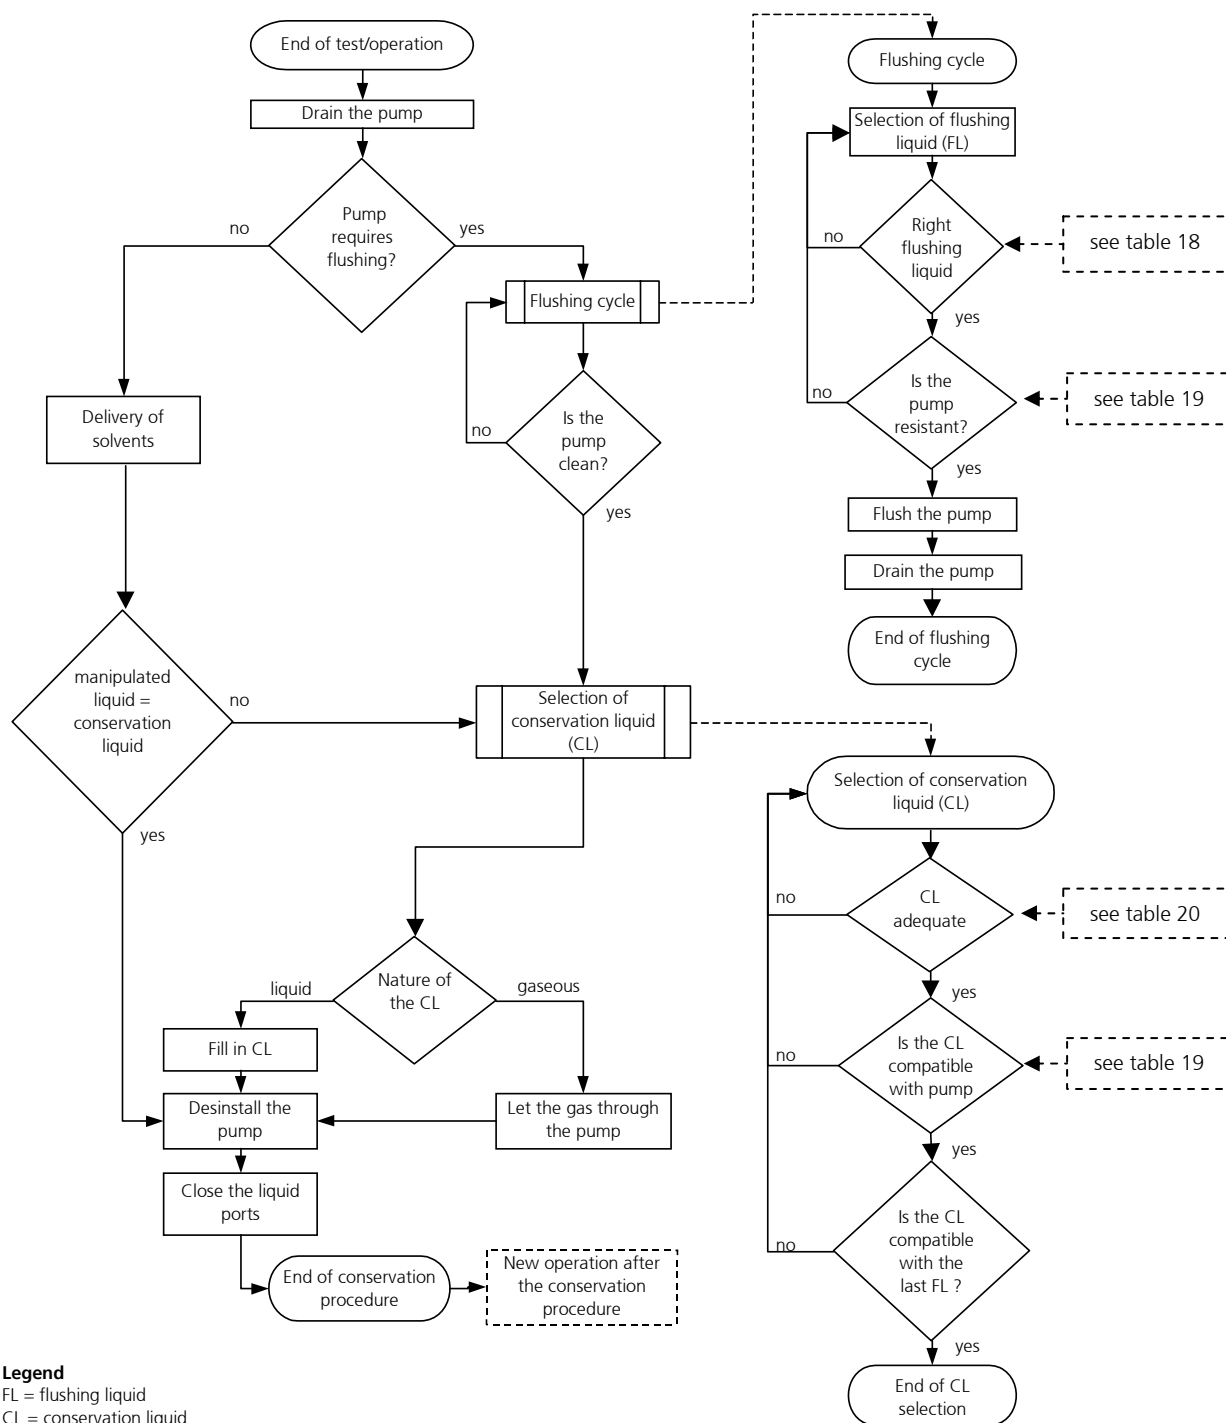 End of test/operation
Drain the pump
Pump
requires
flushing?
no
yes
Flushing cycle
Is the
pump
clean?
no
yes
Delivery of
solvents
manipulated
liquid =
conservation
liquid
no
yes
Selection of
conservation liquid
(CL)
Nature of
the CL
liquid
gaseous
Fill in CL
Desinstall the
pump
Let the gas through
the pump
Close the liquid
ports
End of conservation
procedure
New operation after
the conservation
procedure
Flushing cycle
Selection of flushing
liquid (FL)
Right
flushing
liquid
no
yes
see table 18
Is the
pump
resistant?
no
yes
see table 19
Flush the pump
Drain the pump
End of flushing
cycle
Selection of conservation
liquid (CL)
CL
adequate
no
yes
see table 20
Is the CL
compatible
with pump
no
yes
see table 19
Is the CL
compatible
with the
last FL ?
no
yes
End of CL
selection
Legend
FL = flushing liquid
CL = conservation liquid